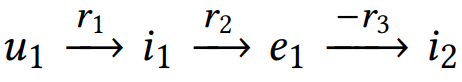 u₁ —r₁→ i₁ —r₂→ e₁ —−r₃→ i₂